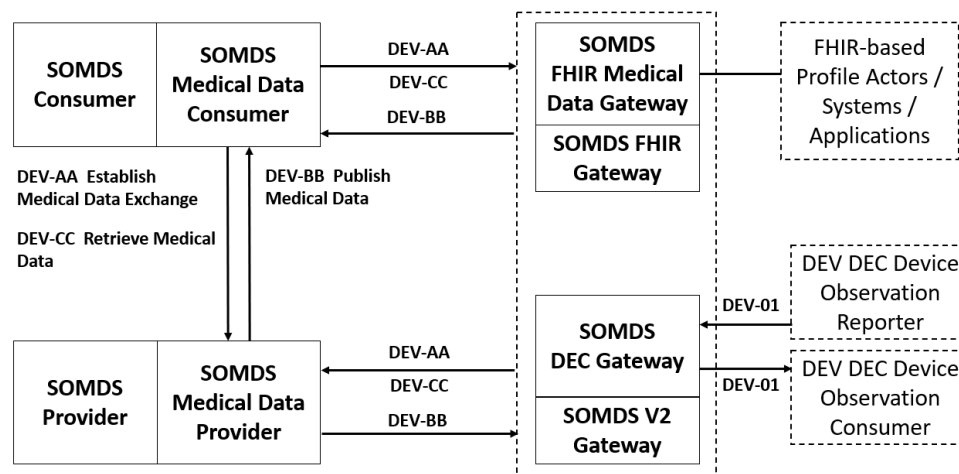 SOMDS
Consumer
SOMDS
Medical Data
Consumer
DEV-AA
DEV-CC
DEV-BB
SOMDS
FHIR Medical
Data Gateway
SOMDS FHIR
Gateway
FHIR-based
Profile Actors /
Systems /
Applications
DEV-AA Establish
Medical Data Exchange
DEV-CC Retrieve Medical
Data
DEV-BB Publish
Medical Data
SOMDS
Provider
SOMDS
Medical Data
Provider
DEV-AA
DEV-CC
DEV-BB
SOMDS
DEC Gateway
SOMDS V2
Gateway
DEV-01
DEV-01
DEV DEC Device
Observation
Reporter
DEV DEC Device
Observation
Consumer